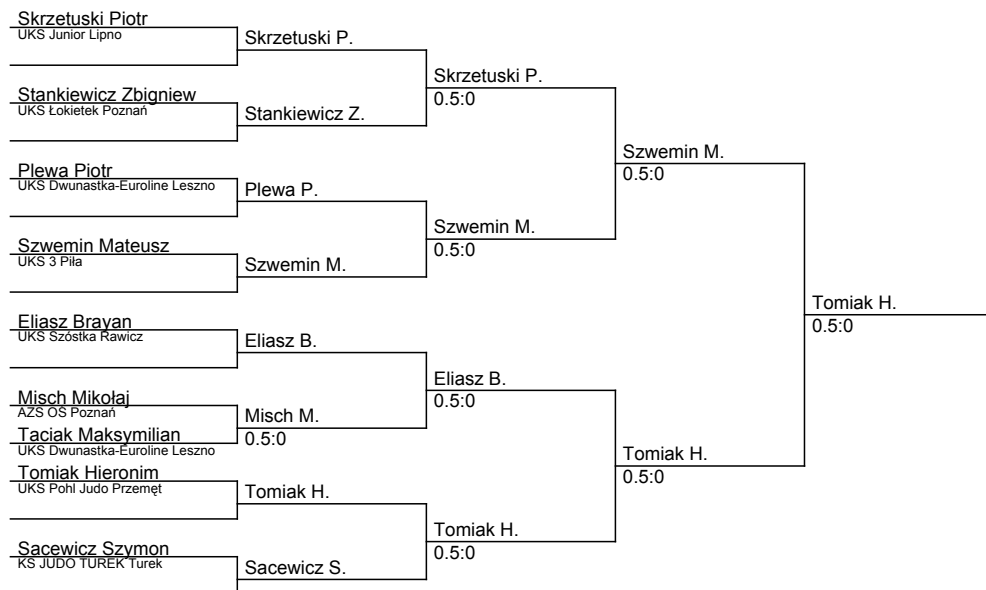 Skrzetuski Piotr
UKS Junior Lipno
Skrzetuski P.
Skrzetuski P.
0.5:0
Stankiewicz Zbigniew
UKS Łokietek Poznań
Stankiewicz Z.
Szwemin M.
0.5:0
Plewa Piotr
UKS Dwunastka-Euroline Leszno
Plewa P.
Szwemin M.
0.5:0
Szwemin Mateusz
UKS 3 Piła
Szwemin M.
Tomiak H.
0.5:0
Eliasz Brayan
UKS Szóstka Rawicz
Eliasz B.
Eliasz B.
0.5:0
Misch Mikołaj
AZS OŚ Poznań
Misch M.
0.5:0
Taciak Maksymilian
UKS Dwunastka-Euroline Leszno
Tomiak H.
0.5:0
Tomiak Hieronim
UKS Pohl Judo Przemęt
Tomiak H.
Tomiak H.
0.5:0
Sacewicz Szymon
KS JUDO TUREK Turek
Sacewicz S.